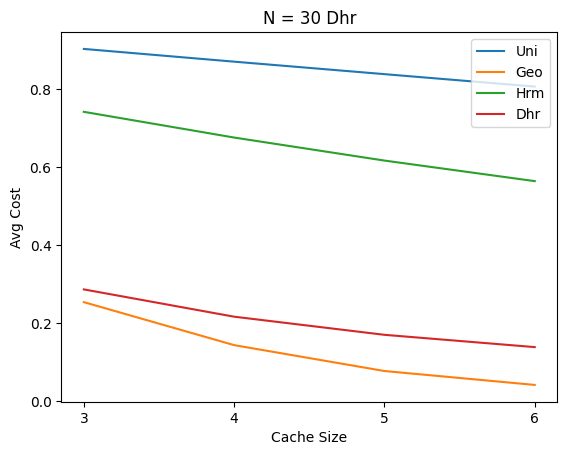 N = 30 Dhr
Uni
Geo
Hrm
Dhr
Avg Cost
0.8
0.6
0.4
0.2
0.0
3 4 5 6
Cache Size